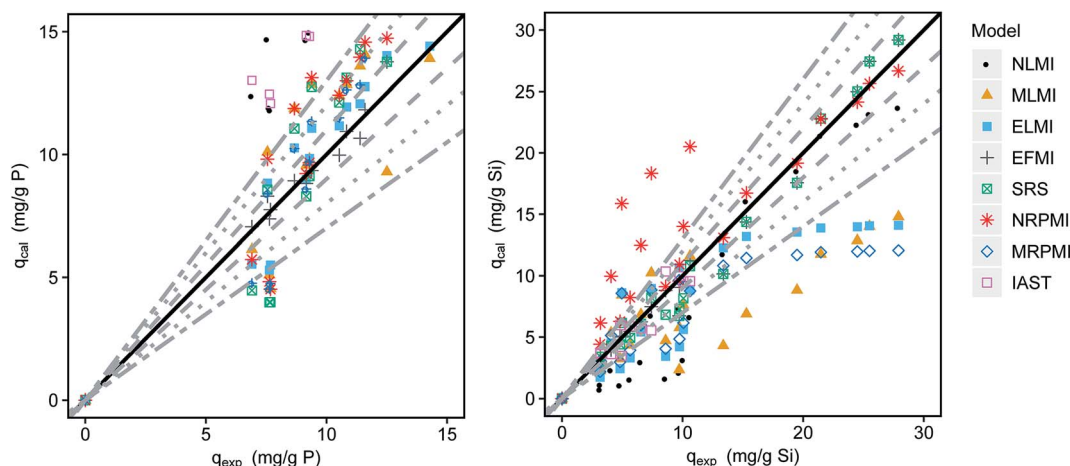 15
10
5
0
q_cal (mg/g P)
0
5
10
15
q_exp (mg/g P)
30
25
20
15
10
5
0
q_cal (mg/g Si)
0
10
20
30
q_exp (mg/g Si)
Model
NLMI
MLMI
ELMI
EFMI
SRS
NRPMI
MRPMI
IAST